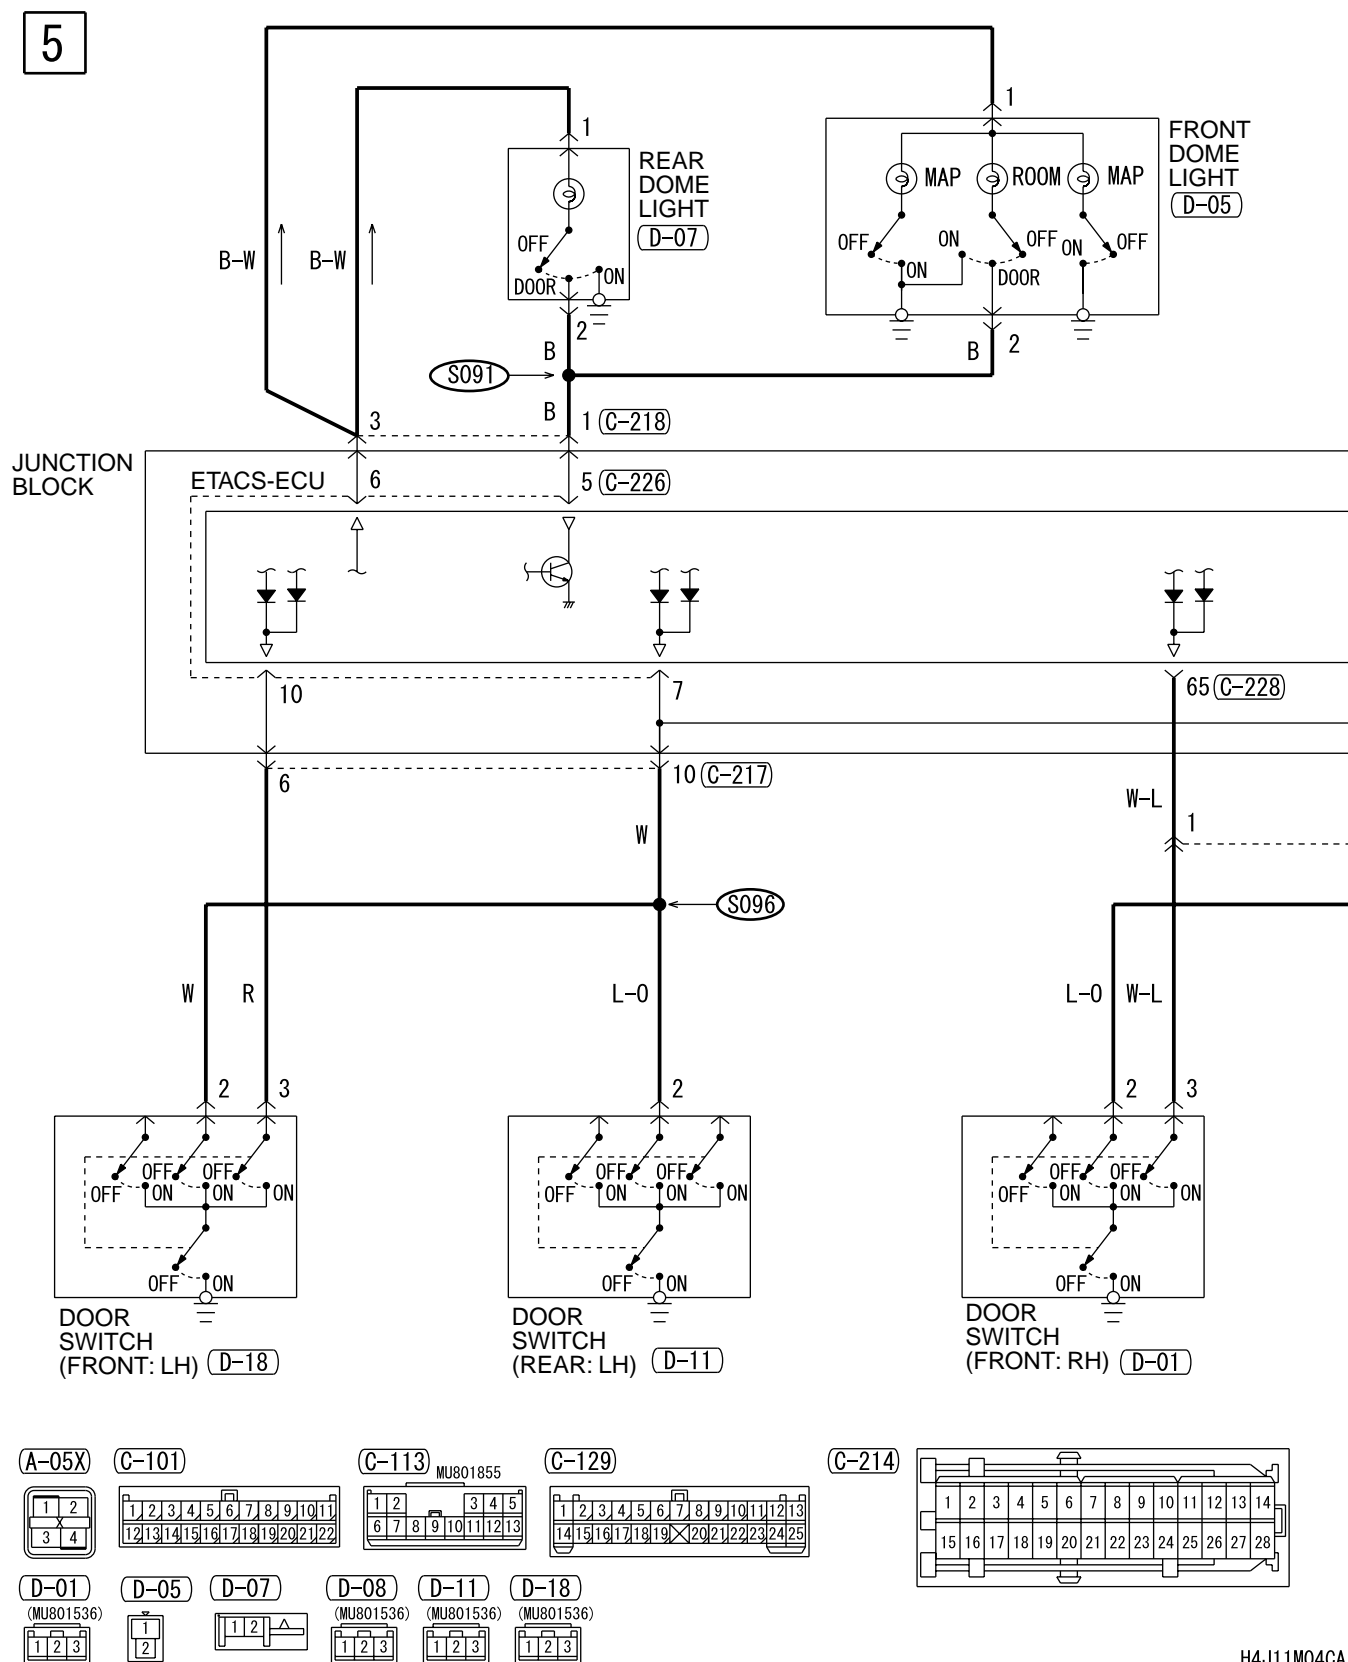 5
1
1
FRONT
DOME
LIGHT
D-05
REAR
DOME
LIGHT
D-07
MAP
ROOM
MAP
B-W
B-W
OFF
DOOR
ON
OFF
ON
ON
OFF
DOOR
ON
OFF
2
B
B
2
S091
B
3
1
C-218
JUNCTION
BLOCK
ETACS-ECU
6
5
C-226
10
7
65
C-228
6
10
C-217
W-L
1
W
S096
W
R
L-O
L-O
W-L
2
3
2
2
3
OFF
OFF
OFF
ON
ON
ON
OFF
ON
OFF
OFF
OFF
ON
ON
ON
OFF
ON
OFF
OFF
OFF
ON
ON
ON
OFF
ON
DOOR
SWITCH
(FRONT: LH)
D-18
DOOR
SWITCH
(REAR: LH)
D-11
DOOR
SWITCH
(FRONT: RH)
D-01
A-05X
1 2
X
3 4
C-101
1 2 3 4 5 6 7 8 9 10 11
12 13 14 15 16 17 18 19 20 21 22
C-113
MU801855
1 2 3 4 5
6 7 8 9 10 11 12 13
C-129
1 2 3 4 5 6 7 8 9 10 11 12 13
14 15 16 17 18 19 20 21 22 23 24 25
C-214
1 2 3 4 5 6 7 8 9 10 11 12 13 14
15 16 17 18 19 20 21 22 23 24 25 26 27 28
D-01
(MU801536)
1 2 3
D-05
1
2
D-07
1 2
D-08
(MU801536)
1 2 3
D-11
(MU801536)
1 2 3
D-18
(MU801536)
1 2 3
H4J11M04CA